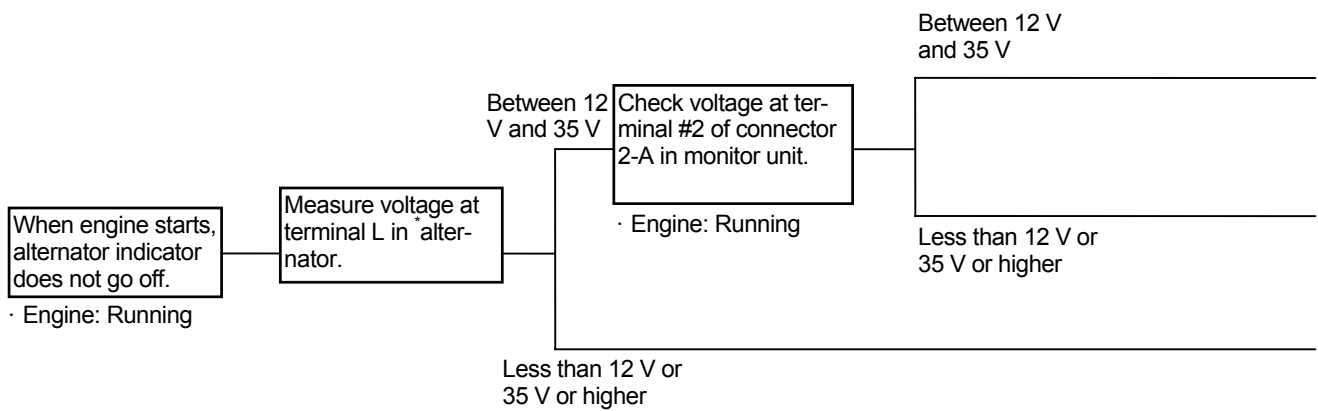 When engine starts,
alternator indicator
does not go off.
· Engine: Running
Measure voltage at
terminal L in *alter-
nator.
Between 12
V and 35 V
Check voltage at ter-
minal #2 of connector
2-A in monitor unit.
· Engine: Running
Between 12 V
and 35 V
Less than 12 V or
35 V or higher
Less than 12 V or
35 V or higher